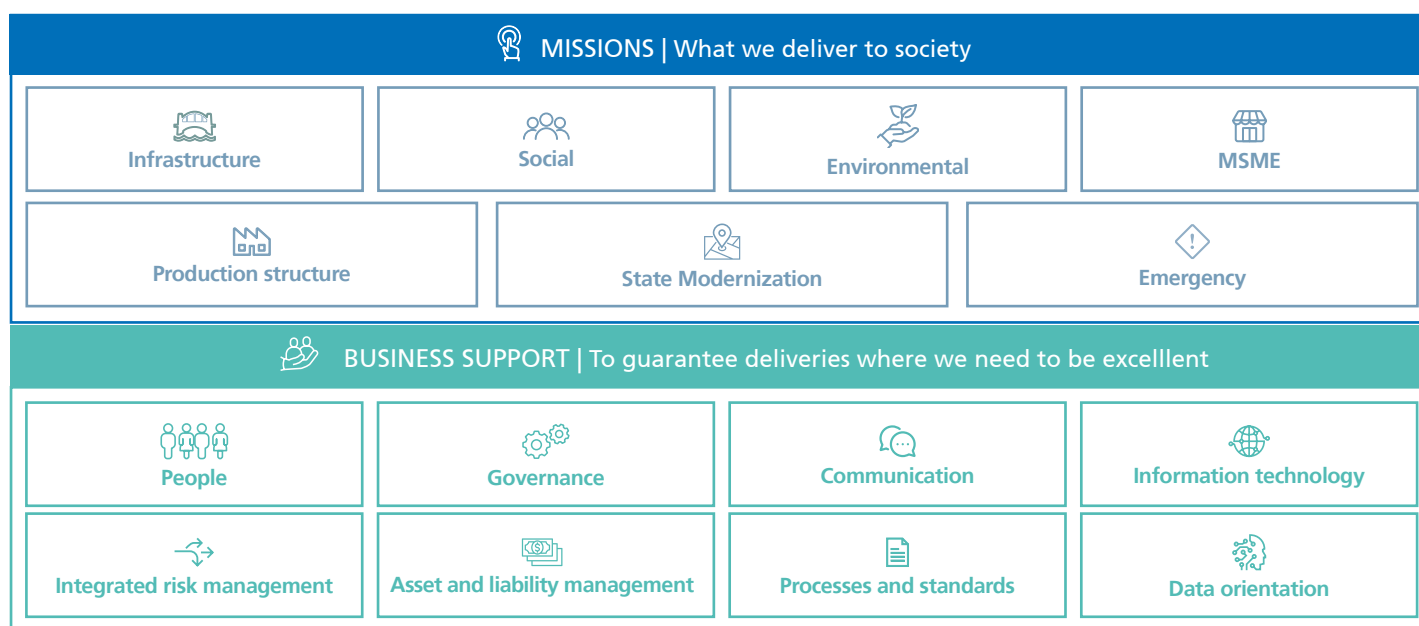 MISSIONS | What we deliver to society
Infrastructure
Social
Environmental
MSME
Production structure
State Modernization
Emergency
BUSINESS SUPPORT | To guarantee deliveries where we need to be excelllent
People
Governance
Communication
Information technology
Integrated risk management
Asset and liability management
Processes and standards
Data orientation